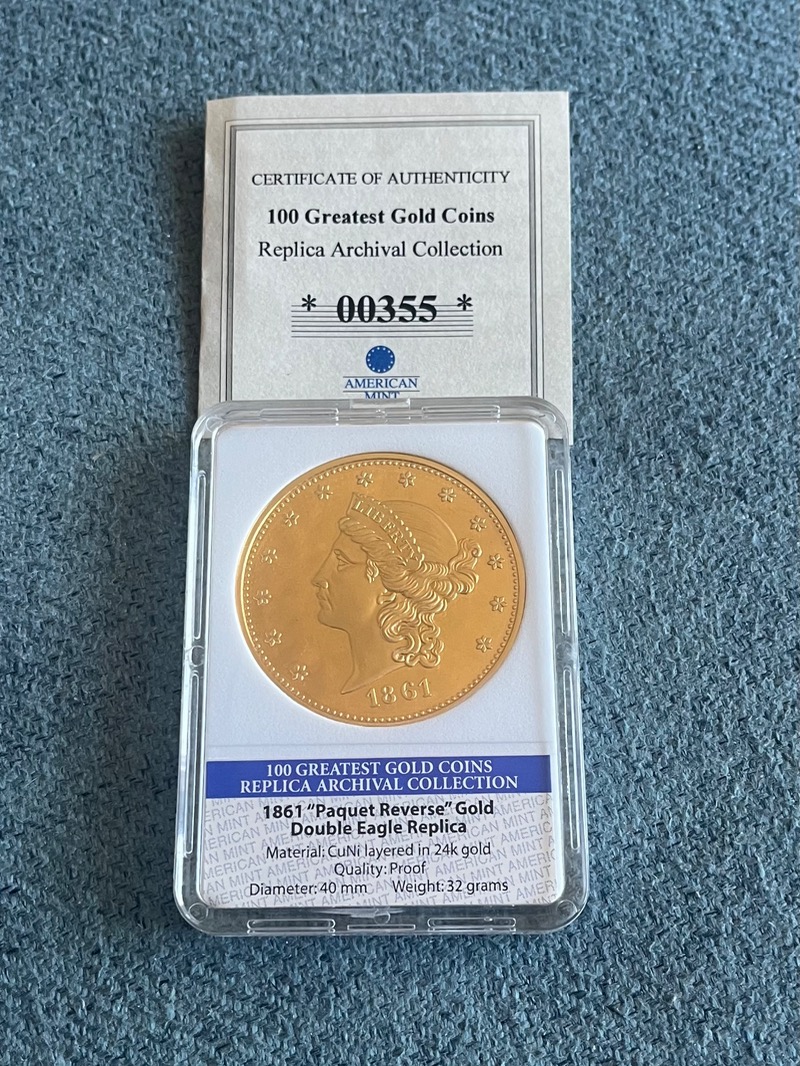 CERTIFICATE OF AUTHENTICITY
100 Greatest Gold Coins
Replica Archival Collection
* 00355 *
AMERICAN
MINT
LIBERTY
1861
100 GREATEST GOLD COINS
REPLICA ARCHIVAL COLLECTION
1861 "Paquet Reverse" Gold
Double Eagle Replica
Material: CuNi layered in 24k gold
Quality: Proof
Diameter: 40 mm Weight: 32 grams